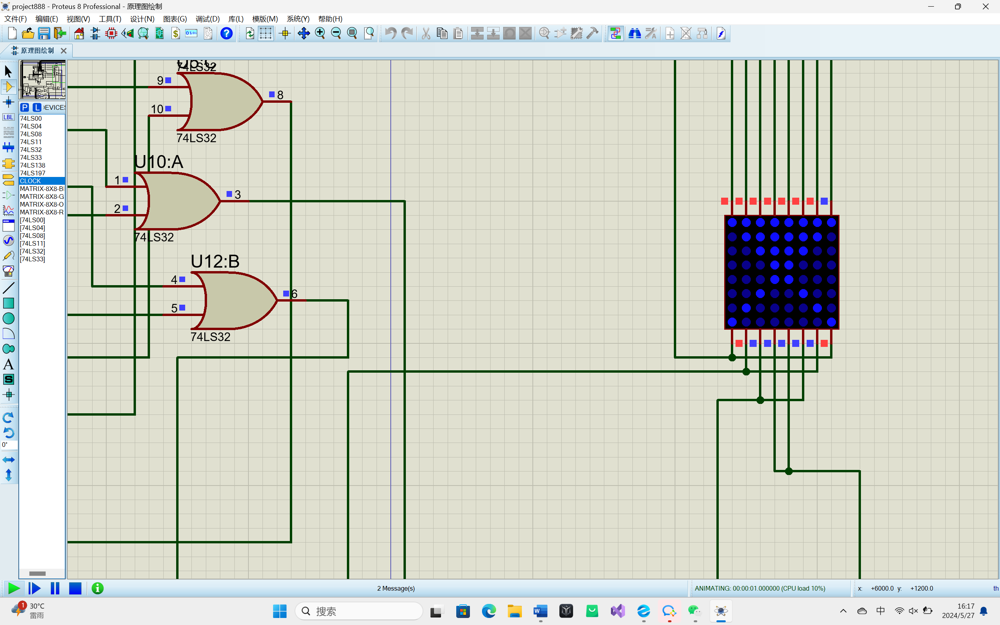 project888 - Proteus 8 Professional - 原理图绘制
文件(F) 编辑(E) 视图(V) 工具(T) 设计(N) 图表(G) 调试(D) 库(L) 模版(M) 系统(Y) 帮助(H)
原理图绘制
P L
LBL
74LS00
74LS04
74LS08
74LS11
74LS32
74LS33
74LS138
74LS197
CLOCK
MATRIX-8X8-B
MATRIX-8X8-G
MATRIX-8X8-O
MATRIX-8X8-R
[74LS00]
[74LS04]
[74LS08]
[74LS11]
[74LS32]
[74LS33]
A
S
0°
74LS32
9
8
10
74LS32
U10:A
1
3
2
74LS32
U12:B
4
6
5
74LS32
2 Message(s)
ANIMATING: 00:00:01.000000 (CPU load 10%)
x: +6000.0 y: +1200.0 th
1
30°C
雷雨
搜索
中
16:17
2024/5/27